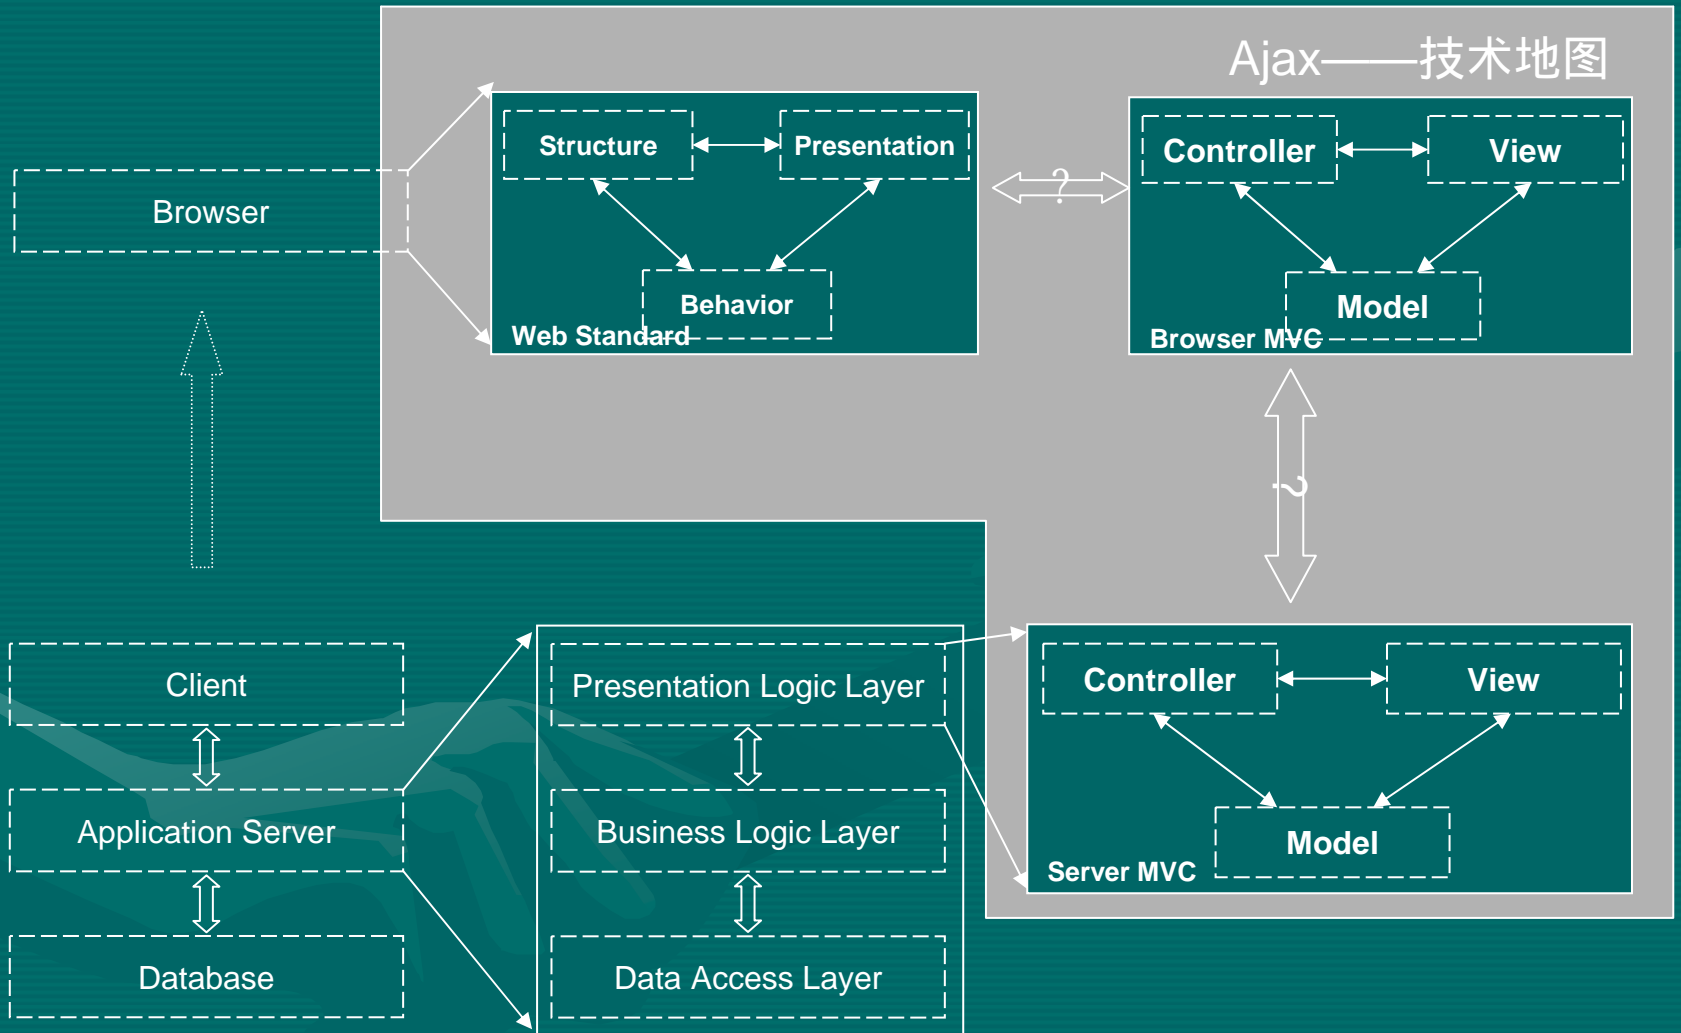 Ajax——技术地图
Structure
Presentation
Behavior
Web Standard
?
Controller
View
Model
Browser MVC
Browser
?
Client
Application Server
Database
Presentation Logic Layer
Business Logic Layer
Data Access Layer
Controller
View
Model
Server MVC